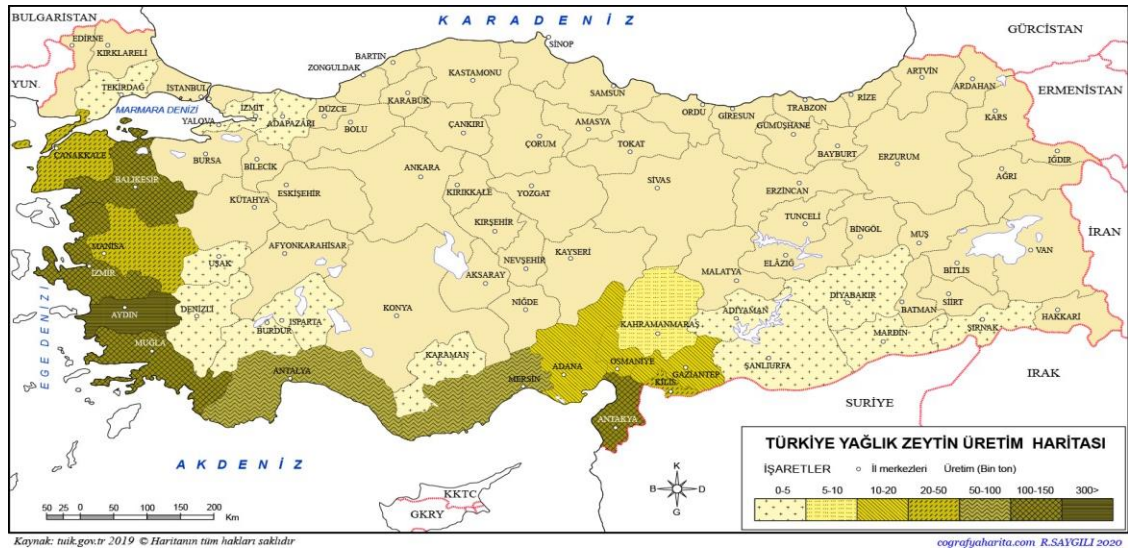 BULGARISTAN
K A R A D E N İ Z
GÜRCİSTAN
EDİRNE
KIRKLARELİ
YUN.
TEKİRDAĞ
İSTANBUL
MARMARA DENİZİ
YALOVA
İZMİT
ADAPAZARI
DÜZCE
ZONGULDAK
BARTIN
KARABÜK
KASTAMONU
SİNOP
SAMSUN
ORDU
GİRESUN
TRABZON
RİZE
ARTVİN
ARDAHAN
ERMENİSTAN
KARS
BOLU
ÇANKIRI
ÇORUM
AMASYA
TOKAT
GÜMÜŞHANE
BAYBURT
ERZURUM
IĞDIR
AĞRI
ÇANAKKALE
BALIKESİR
BURSA
BİLECİK
ESKİŞEHİR
KÜTAHYA
ANKARA
KIRIKKALE
YOZGAT
KIRŞEHİR
SİVAS
ERZİNCAN
TUNCELİ
BİNGÖL
MUŞ
VAN
İRAN
MANİSA
İZMİR
UŞAK
AFYONKARAHİSAR
AKSARAY
NEVŞEHİR
KAYSERİ
NİĞDE
MALATYA
ELÂZIĞ
BİTLİS
SİİRT
BATMAN
DİYABAKIR
HAKKARİ
ŞIRNAK
MARDİN
EGE DENİZİ
AYDIN
DENİZLİ
BURDUR
ISPARTA
KONYA
KARAMAN
MUĞLA
ANTALYA
MERSİN
ADANA
OSMANİYE
KAHRAMANMARAŞ
ADIYAMAN
GAZİANTEP
KİLİS
ŞANLIURFA
ANTAKYA
SURİYE
IRAK
A K D E N İ Z
KKTC
GKRY
K
B
D
G
50 25 0 50 100 150 200
Km
TÜRKİYE YAĞLIK ZEYTİN ÜRETİM HARİTASI
İŞARETLER İl merkezleri Üretim (Bin ton)
0-5 5-10 10-20 20-50 50-100 100-150 300>
Kaynak: tuik.gov.tr 2019 © Haritanın tüm hakları saklıdır
cografyaharita.com R.SAYGILI 2020